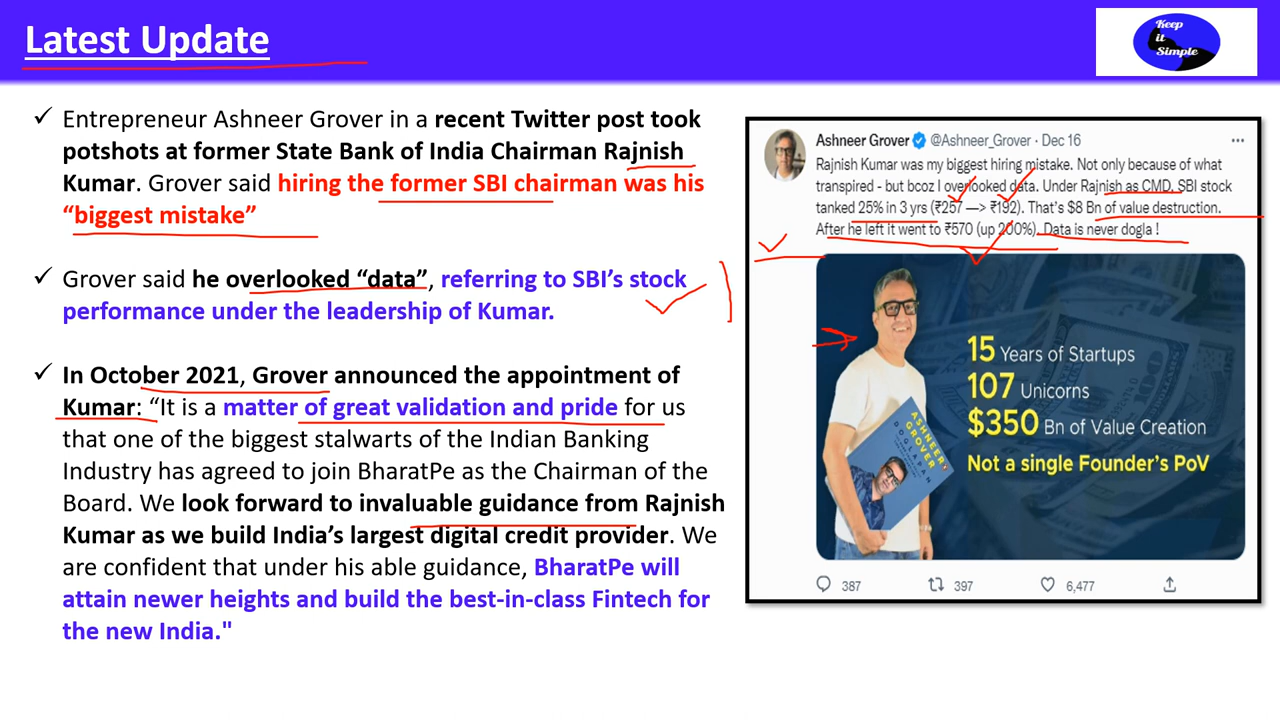 Latest Update
Keep
it
Simple
✓ Entrepreneur Ashneer Grover in a recent Twitter post took
potshots at former State Bank of India Chairman Rajnish
Kumar. Grover said hiring the former SBI chairman was his
“biggest mistake”
✓ Grover said he overlooked “data”, referring to SBI’s stock
performance under the leadership of Kumar.
✓ In October 2021, Grover announced the appointment of
Kumar: “It is a matter of great validation and pride for us
that one of the biggest stalwarts of the Indian Banking
Industry has agreed to join BharatPe as the Chairman of the
Board. We look forward to invaluable guidance from Rajnish
Kumar as we build India’s largest digital credit provider. We
are confident that under his able guidance, BharatPe will
attain newer heights and build the best-in-class Fintech for
the new India."
Ashneer Grover @Ashneer_Grover · Dec 16 ···
Rajnish Kumar was my biggest hiring mistake. Not only because of what
transpired - but bcoz I overlooked data. Under Rajnish as CMD, SBI stock
tanked 25% in 3 yrs (₹257 —> ₹192). That's $8 Bn of value destruction.
After he left it went to ₹570 (up 200%). Data is never dogla !
15 Years of Startups
107 Unicorns
$350 Bn of Value Creation
Not a single Founder's PoV
ASHNEER
GROVER
DOGLAPAN
387 397 6,477